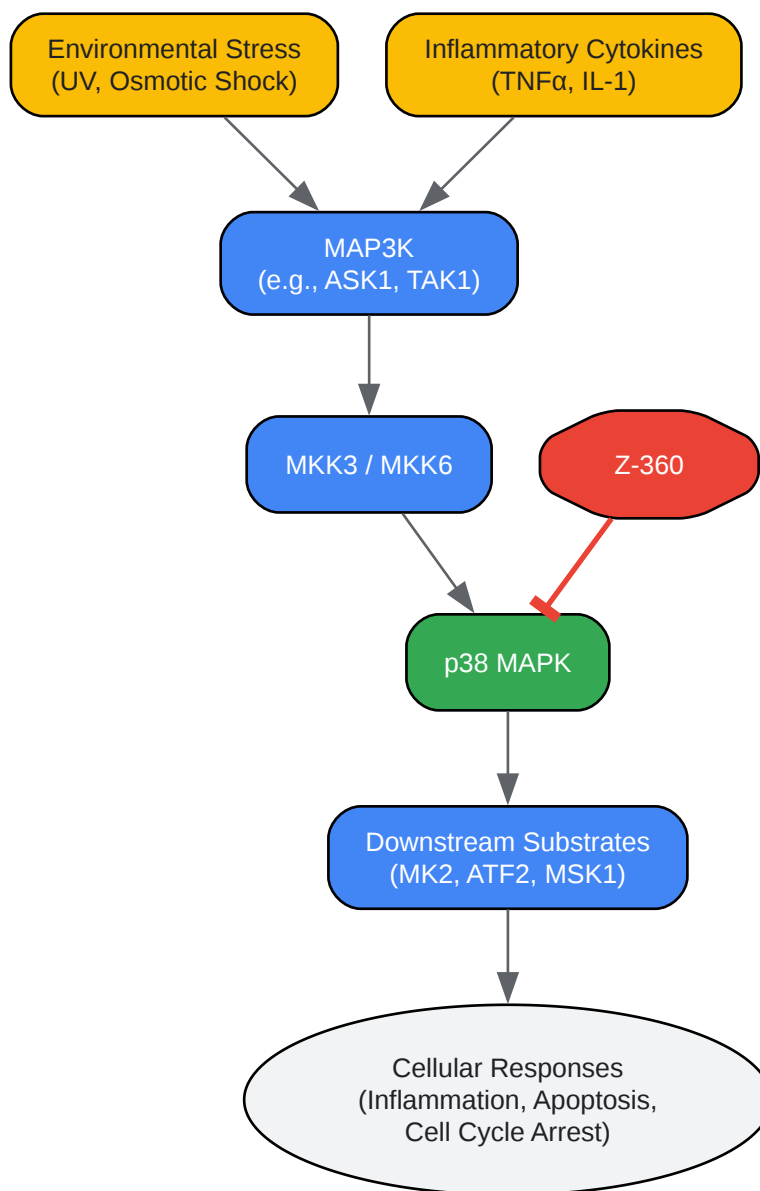 Environmental Stress
(UV, Osmotic Shock)
Inflammatory Cytokines
(TNFα, IL-1)
MAP3K
(e.g., ASK1, TAK1)
MKK3 / MKK6
Z-360
p38 MAPK
Downstream Substrates
(MK2, ATF2, MSK1)
Cellular Responses
(Inflammation, Apoptosis,
Cell Cycle Arrest)